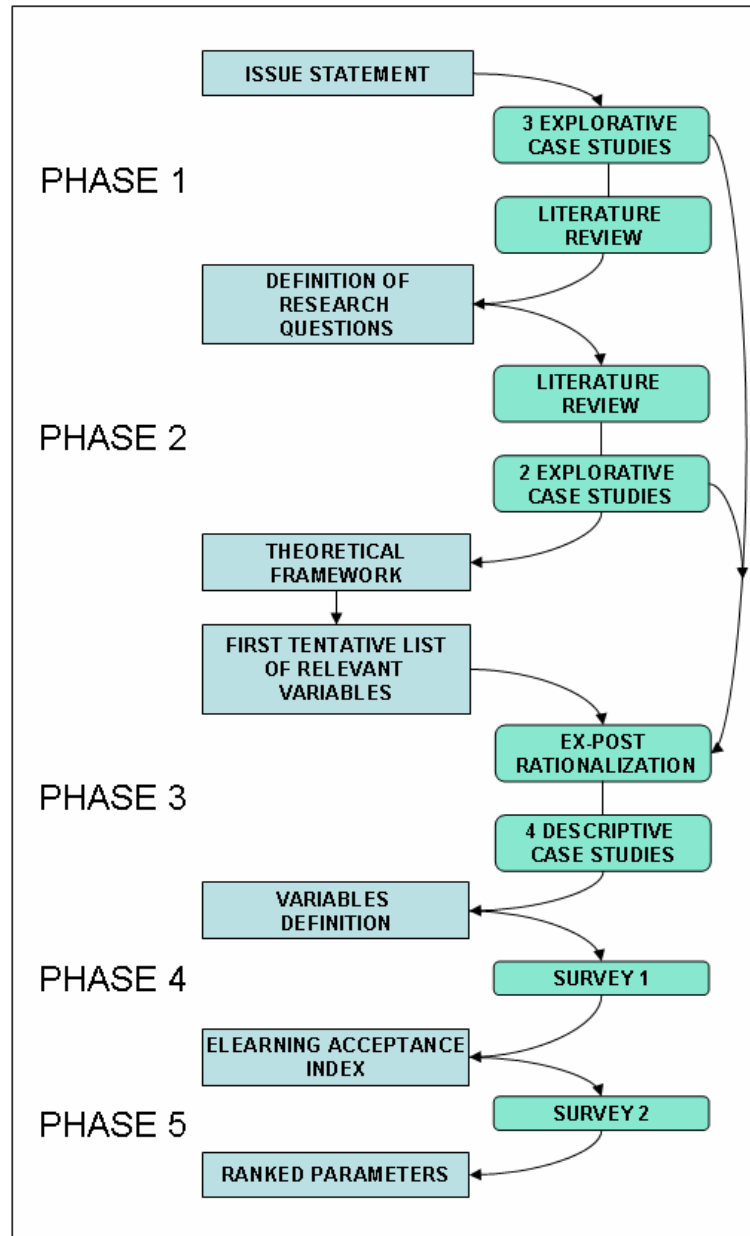 ISSUE STATEMENT
3 EXPLORATIVE
CASE STUDIES
PHASE 1
LITERATURE
REVIEW
DEFINITION OF
RESEARCH
QUESTIONS
LITERATURE
REVIEW
PHASE 2
2 EXPLORATIVE
CASE STUDIES
THEORETICAL
FRAMEWORK
FIRST TENTATIVE LIST
OF RELEVANT
VARIABLES
EX-POST
RATIONALIZATION
PHASE 3
4 DESCRIPTIVE
CASE STUDIES
VARIABLES
DEFINITION
PHASE 4
SURVEY 1
ELEARNING ACCEPTANCE
INDEX
PHASE 5
SURVEY 2
RANKED PARAMETERS